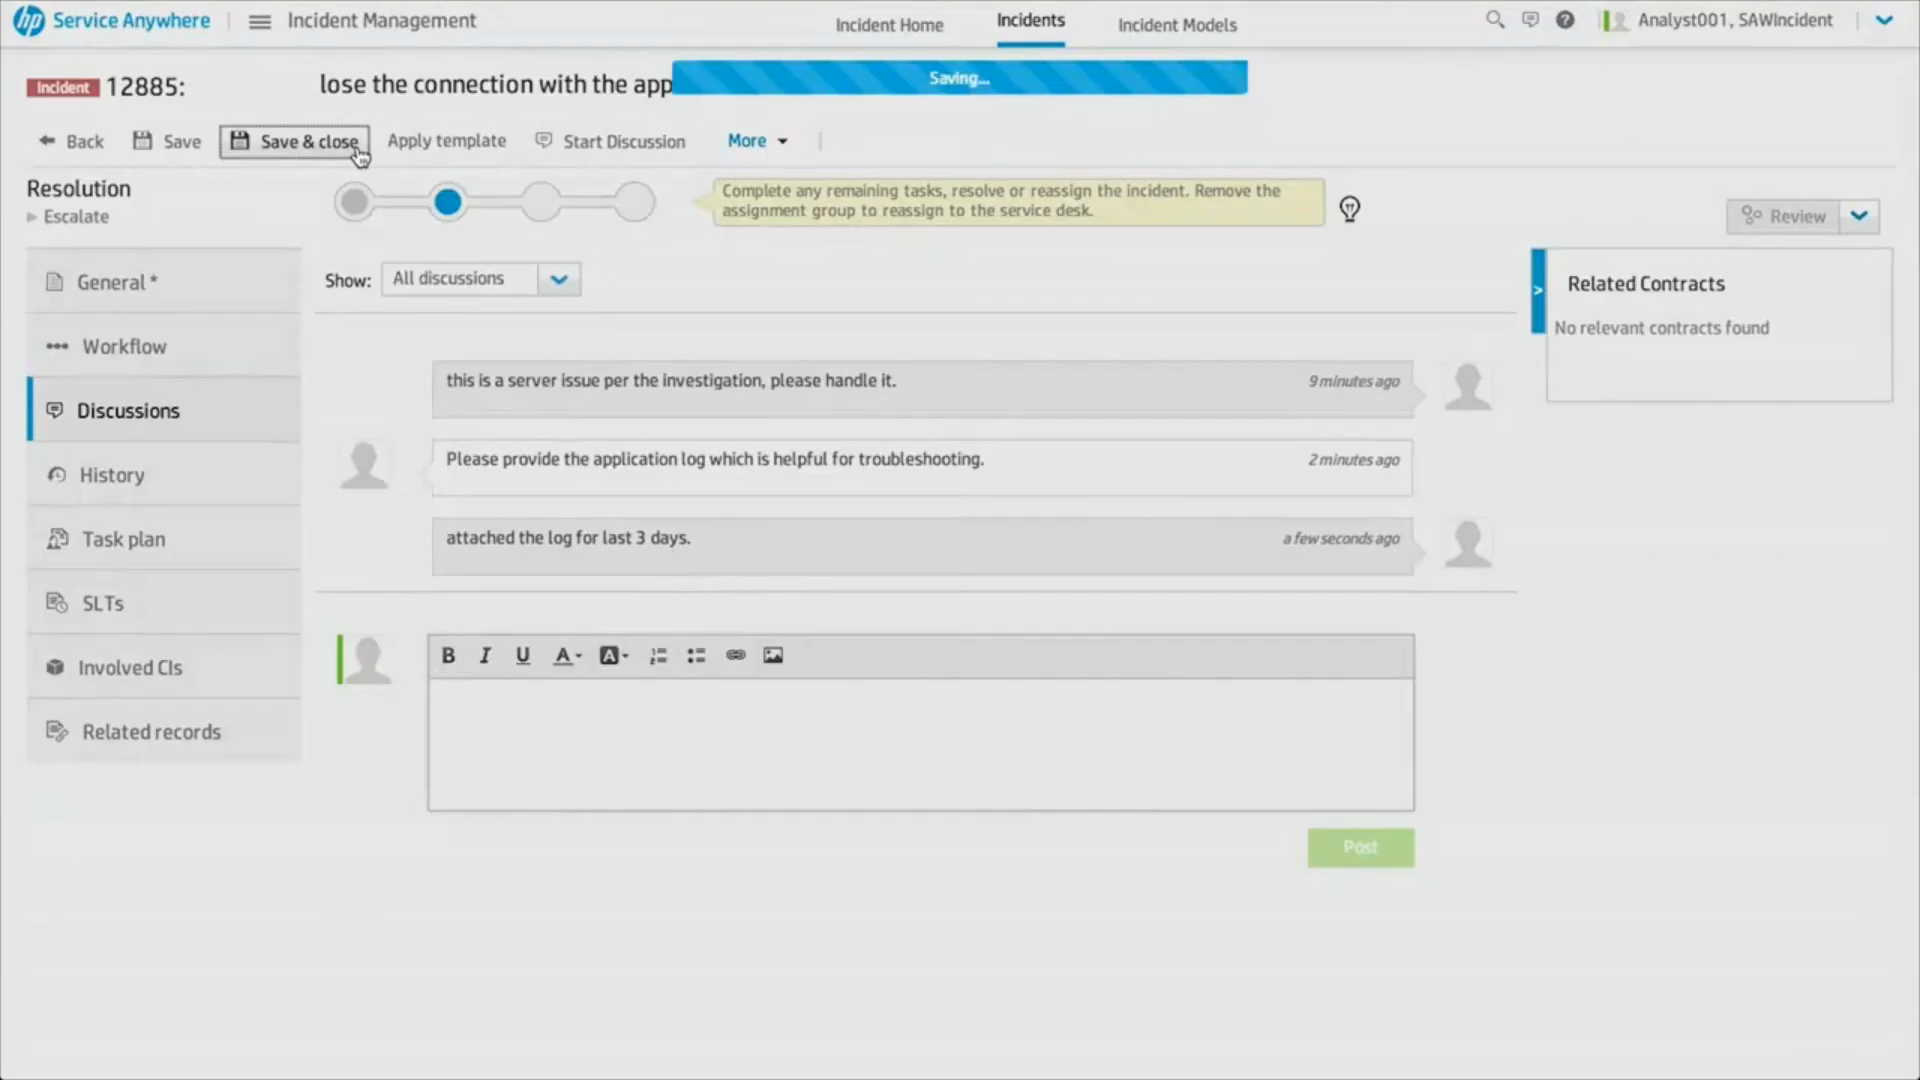 hp Service Anywhere
Incident Management
Incident Home
Incidents
Incident Models
Analyst001, SAWIncident
Incident 12885:
lose the connection with the app
Saving...
Back
Save
Save & close
Apply template
Start Discussion
More
Resolution
Escalate
Complete any remaining tasks, resolve or reassign the incident. Remove the
assignment group to reassign to the service desk.
Review
General *
Workflow
Discussions
History
Task plan
SLTs
Involved CIs
Related records
Show: All discussions
this is a server issue per the investigation, please handle it.
9 minutes ago
Please provide the application log which is helpful for troubleshooting.
2 minutes ago
attached the log for last 3 days.
a few seconds ago
B I U A A
Post
Related Contracts
No relevant contracts found